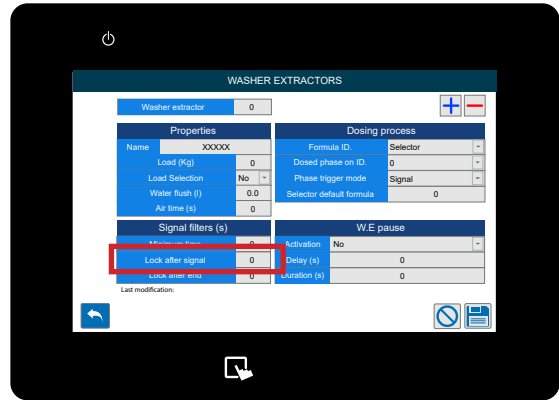 WASHER EXTRACTORS
Washer extractor 0
Properties
Name XXXXX
Load (Kg) 0
Load Selection No
Water flush (l) 0.0
Air time (s) 0
Dosing process
Formula ID. Selector
Dosed phase on ID. 0
Phase trigger mode Signal
Selector default formula 0
Signal filters (s)
Minimum time 0
Lock after signal 0
Lock after end 0
W.E pause
Activation No
Delay (s) 0
Duration (s) 0
Last modification: